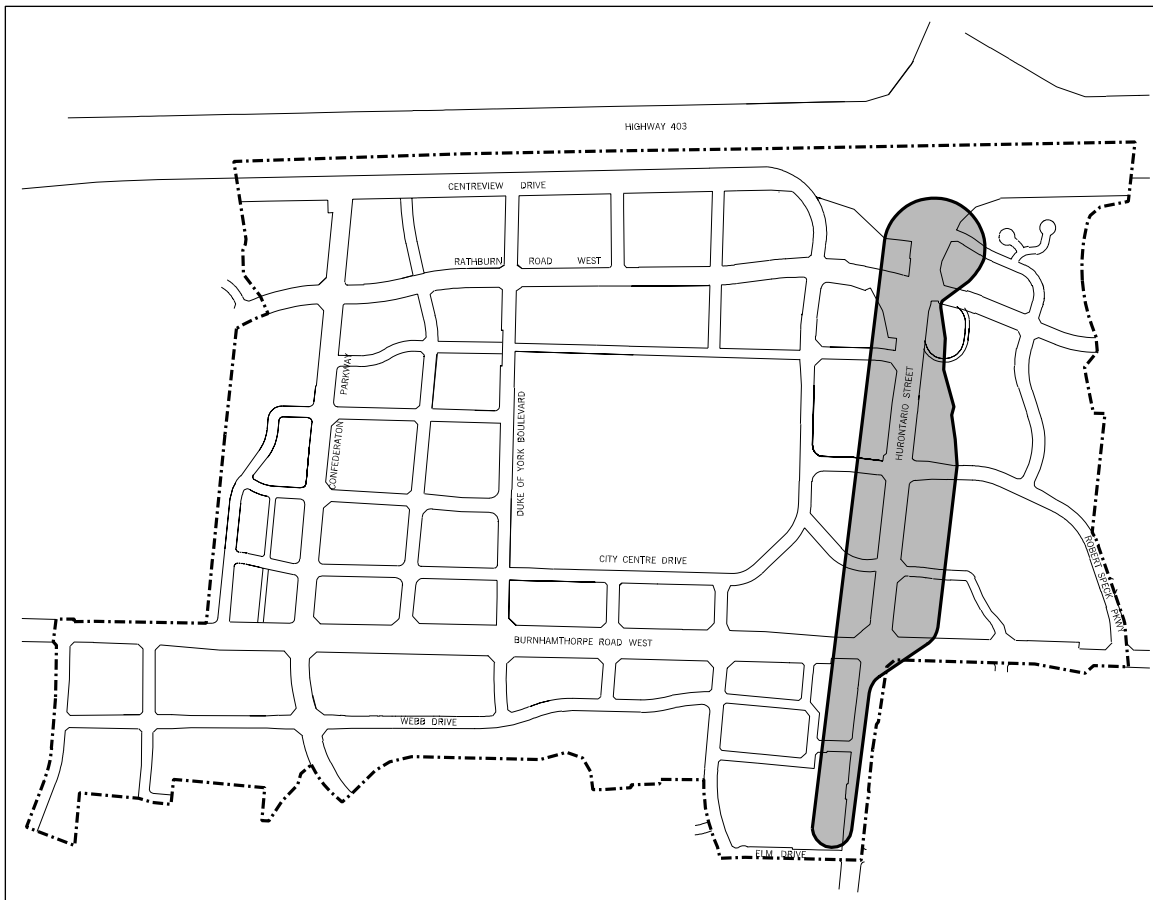 HIGHWAY 403
CENTREVIEW DRIVE
RATHBURN ROAD WEST
CONFEDERATON PARKWAY
DUKE OF YORK BOULEVARD
HURONTARIO STREET
CITY CENTRE DRIVE
ROBERT SPECK PKWY
BURNHAMTHORPE ROAD WEST
WEBB DRIVE
ELM DRIVE